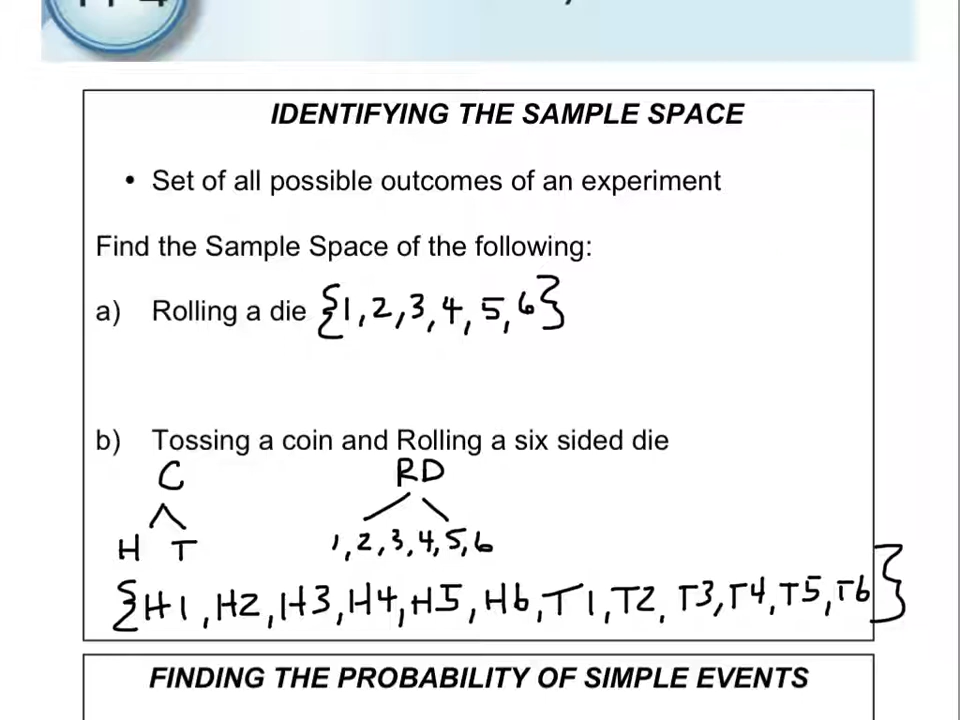 IDENTIFYING THE SAMPLE SPACE
• Set of all possible outcomes of an experiment
Find the Sample Space of the following:
a) Rolling a die {1,2,3,4,5,6}
b) Tossing a coin and Rolling a six sided die
C RD
H T 1,2,3,4,5,6
{H1,H2,H3,H4,H5,H6,T1,T2,T3,T4,T5,T6}
FINDING THE PROBABILITY OF SIMPLE EVENTS